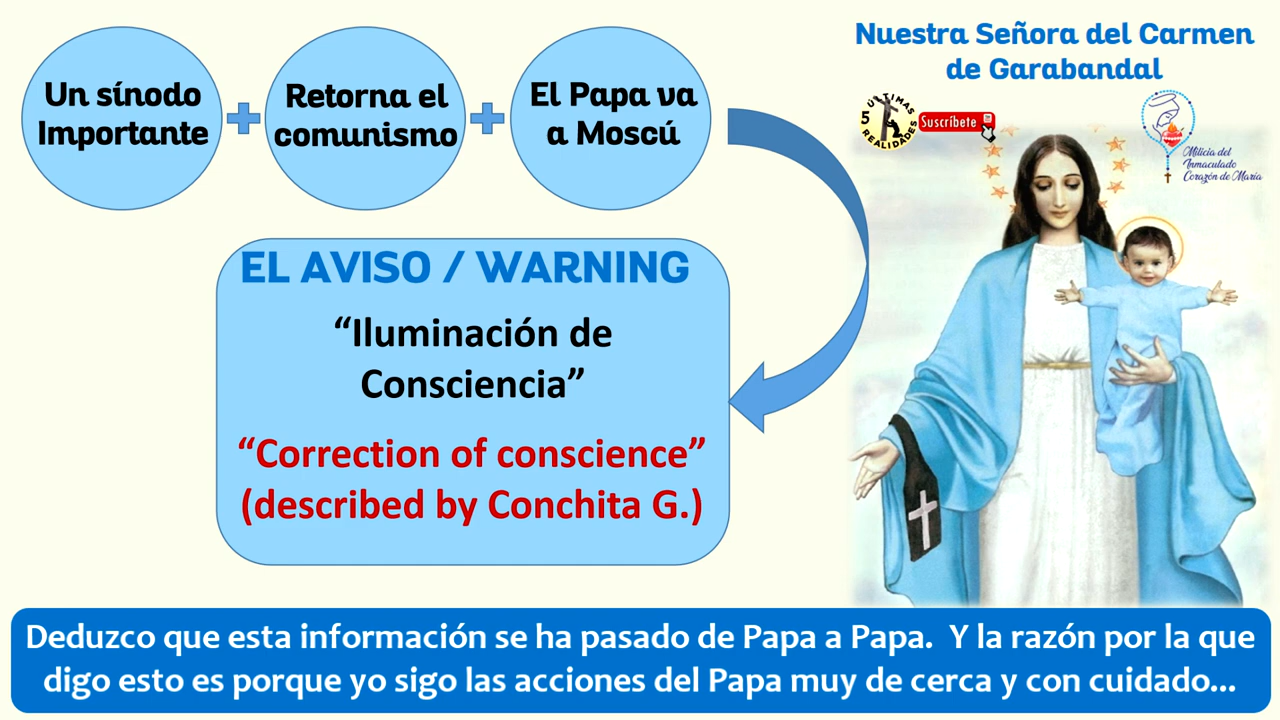 Un sínodo
Importante
Retorna el
comunismo
El Papa va
a Moscú
Nuestra Señora del Carmen
de Garabandal
5 ÚLTIMAS
REALIDADES
Suscríbete
Milicia del
Inmaculado
Corazón de María
EL AVISO / WARNING
“Iluminación de
Consciencia”
“Correction of conscience”
(described by Conchita G.)
Deduzco que esta información se ha pasado de Papa a Papa. Y la razón por la que
digo esto es porque yo sigo las acciones del Papa muy de cerca y con cuidado...